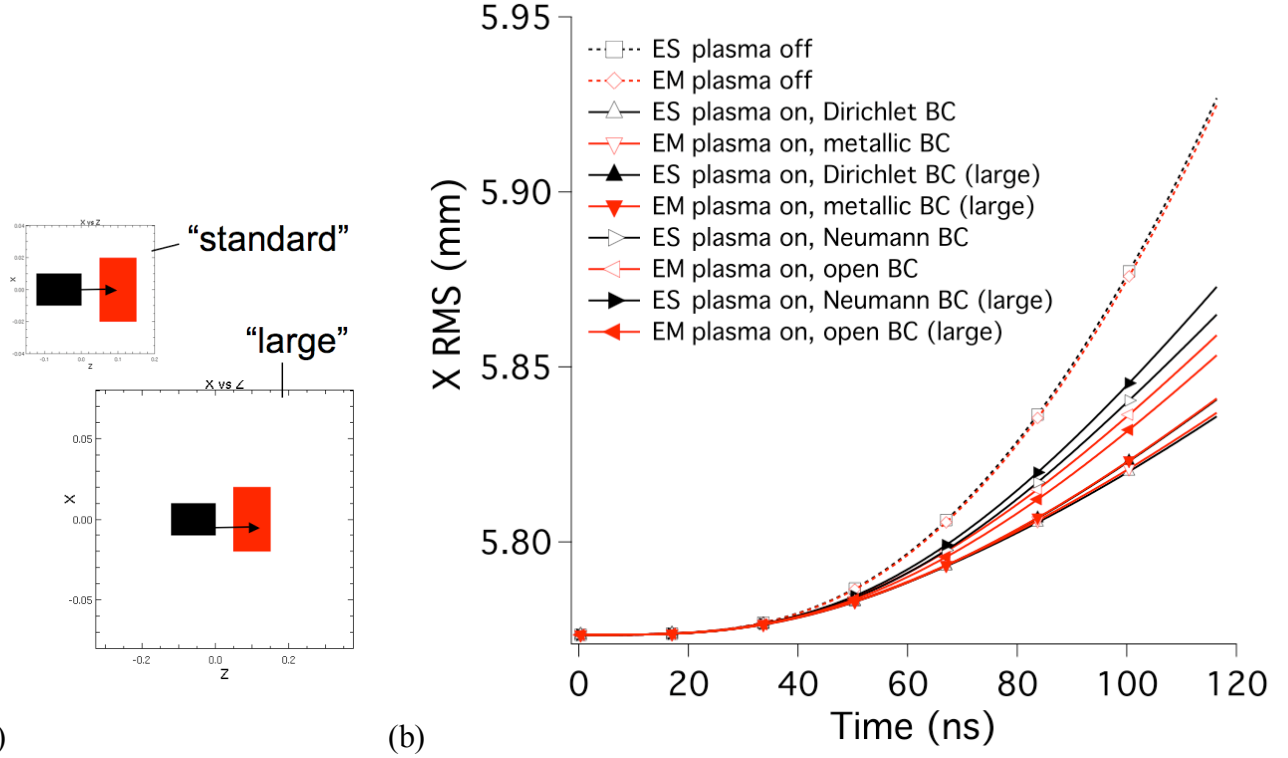 X vs Z
0.04
0.02
0.00
-0.02
-0.04
X
-0.1
0.0
0.1
0.2
Z
"standard"
"large"
X vs Z
0.05
0.00
-0.05
X
-0.2
0.0
0.2
Z
)
(b)
5.95
5.90
5.85
5.80
X RMS (mm)
ES plasma off
EM plasma off
ES plasma on, Dirichlet BC
EM plasma on, metallic BC
ES plasma on, Dirichlet BC (large)
EM plasma on, metallic BC (large)
ES plasma on, Neumann BC
EM plasma on, open BC
ES plasma on, Neumann BC (large)
EM plasma on, open BC (large)
0 20 40 60 80 100 120
Time (ns)